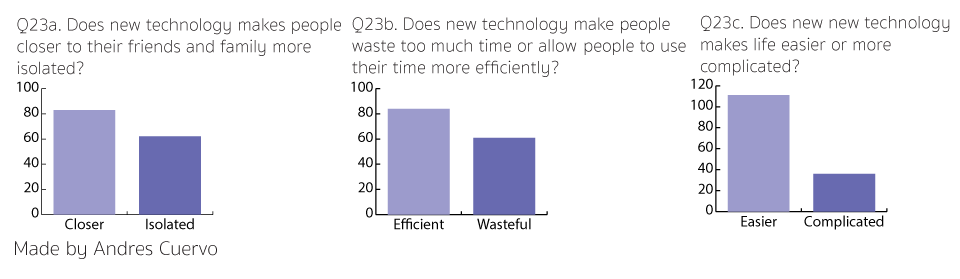 Q23a. Does new technology makes people
closer to their friends and family more
isolated?
100
80
60
40
20
0
Closer Isolated
Q23b. Does new technology make people
waste too much time or allow people to use
their time more efficiently?
100
80
60
40
20
0
Efficient Wasteful
Q23c. Does new new technology
makes life easier or more
complicated?
120
100
80
60
40
20
0
Easier Complicated
Made by Andres Cuervo